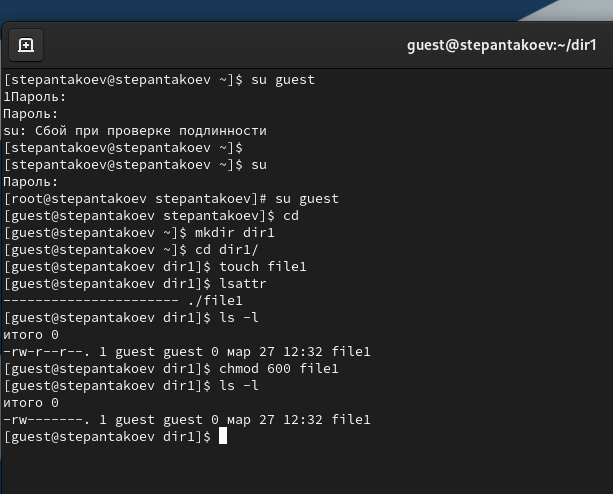 guest@stepantakoev:~/dir1
[stepantakoev@stepantakoev ~]$ su guest
1Пароль:
Пароль:
su: Сбой при проверке подлинности
[stepantakoev@stepantakoev ~]$
[stepantakoev@stepantakoev ~]$ su
Пароль:
[root@stepantakoev stepantakoev]# su guest
[guest@stepantakoev stepantakoev]$ cd
[guest@stepantakoev ~]$ mkdir dir1
[guest@stepantakoev ~]$ cd dir1/
[guest@stepantakoev dir1]$ touch file1
[guest@stepantakoev dir1]$ lsattr
---------------------- ./file1
[guest@stepantakoev dir1]$ ls -l
итого 0
-rw-r--r--. 1 guest guest 0 мар 27 12:32 file1
[guest@stepantakoev dir1]$ chmod 600 file1
[guest@stepantakoev dir1]$ ls -l
итого 0
-rw-------. 1 guest guest 0 мар 27 12:32 file1
[guest@stepantakoev dir1]$